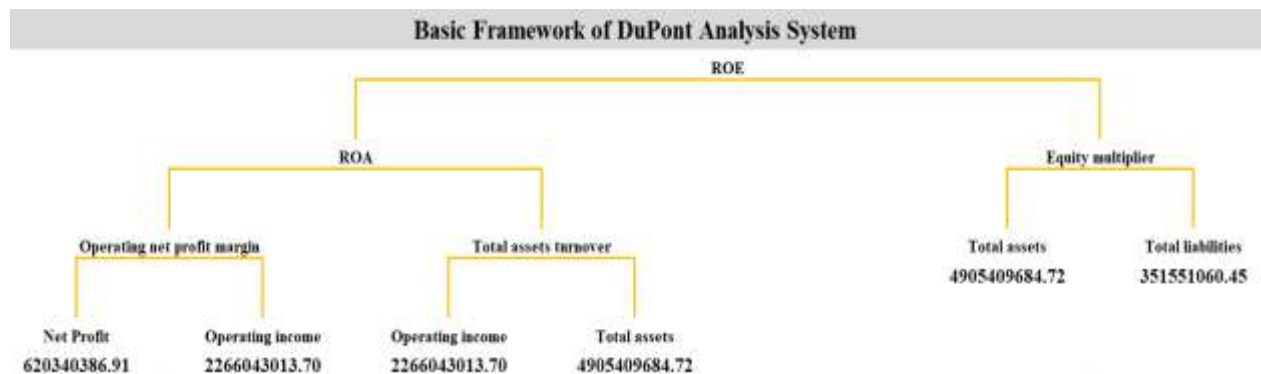 Basic Framework of DuPont Analysis System
ROE
ROA
Equity multiplier
Operating net profit margin
Total assets turnover
Total assets
Total liabilities
4905409684.72
351551060.45
Net Profit
Operating income
Operating income
Total assets
620340386.91
2266043013.70
2266043013.70
4905409684.72